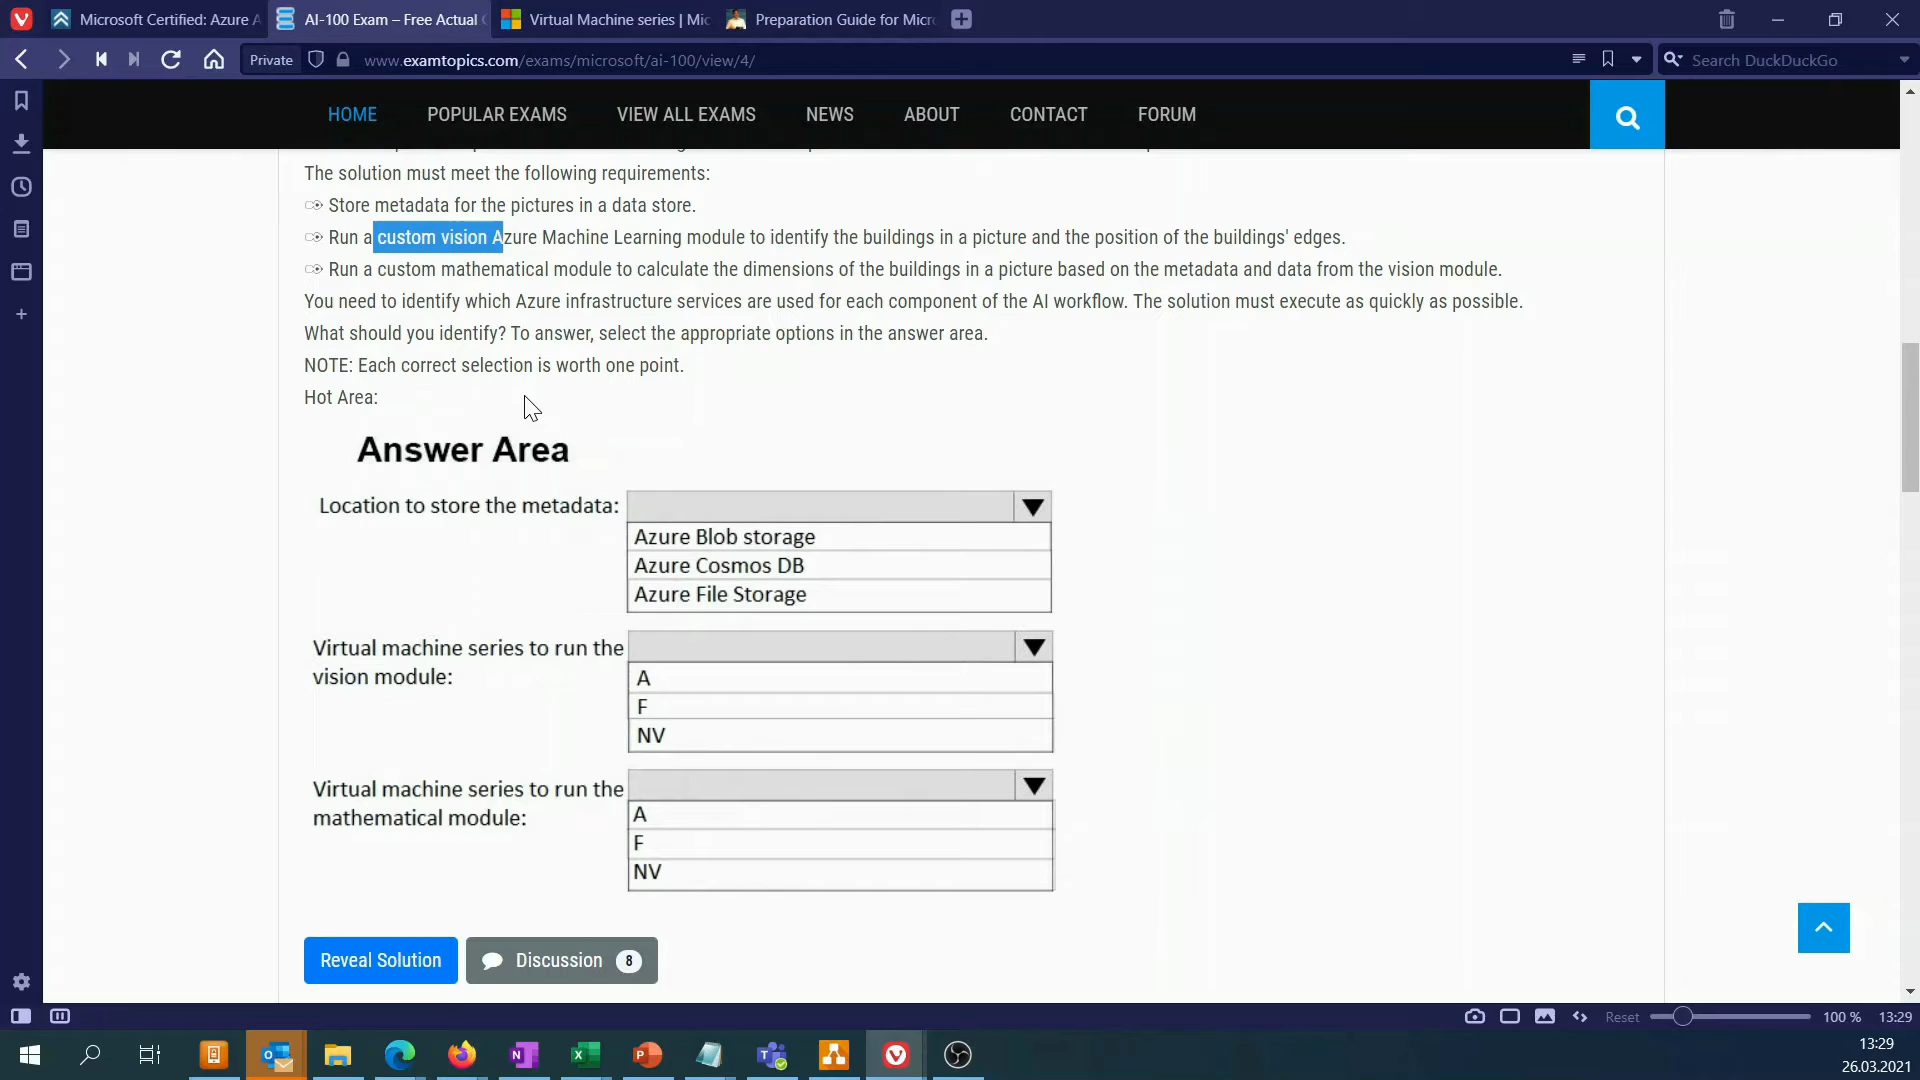 Microsoft Certified: Azure A
AI-100 Exam – Free Actual
Virtual Machine series | Mic
Preparation Guide for Micr
Private
www.examtopics.com/exams/microsoft/ai-100/view/4/
Search DuckDuckGo
HOME
POPULAR EXAMS
VIEW ALL EXAMS
NEWS
ABOUT
CONTACT
FORUM
The solution must meet the following requirements:
Store metadata for the pictures in a data store.
Run a custom vision Azure Machine Learning module to identify the buildings in a picture and the position of the buildings' edges.
Run a custom mathematical module to calculate the dimensions of the buildings in a picture based on the metadata and data from the vision module.
You need to identify which Azure infrastructure services are used for each component of the AI workflow. The solution must execute as quickly as possible.
What should you identify? To answer, select the appropriate options in the answer area.
NOTE: Each correct selection is worth one point.
Hot Area:
Answer Area
Location to store the metadata:
Azure Blob storage
Azure Cosmos DB
Azure File Storage
Virtual machine series to run the
vision module:
A
F
NV
Virtual machine series to run the
mathematical module:
A
F
NV
Reveal Solution
Discussion 8
Reset
100 %
13:29
13:29
26.03.2021